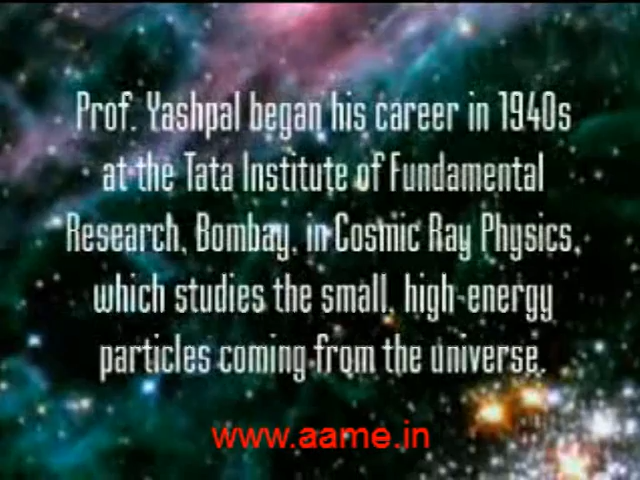 Prof. Yashpal began his career in 1940s
at the Tata Institute of Fundamental
Research, Bombay, in Cosmic Ray Physics,
which studies the small, high-energy
particles coming from the universe.
www.aame.in